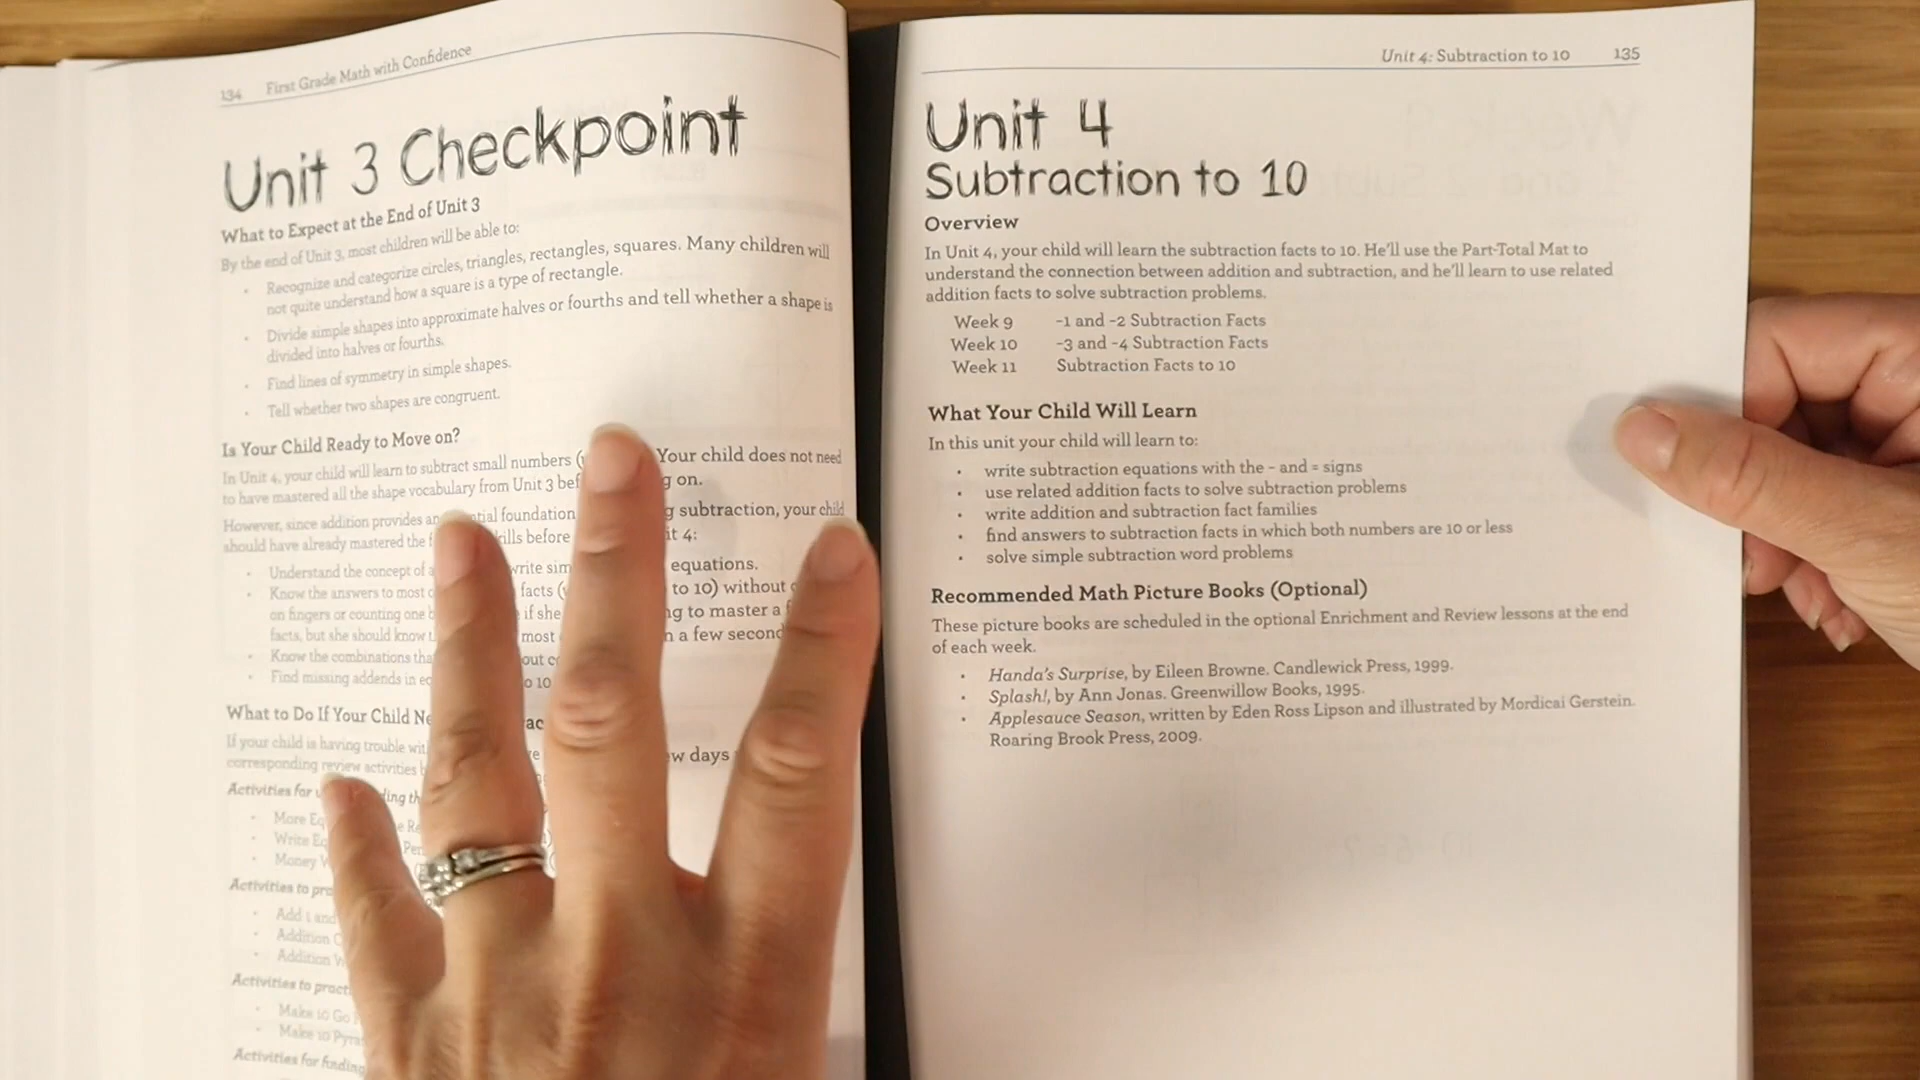 134 First Grade Math with Confidence
Unit 3 Checkpoint
What to Expect at the End of Unit 3
By the end of Unit 3, most children will be able to:
• Recognize and categorize circles, triangles, rectangles, squares. Many children will
not quite understand how a square is a type of rectangle.
• Divide simple shapes into approximate halves or fourths and tell whether a shape is
divided into halves or fourths.
• Find lines of symmetry in simple shapes.
• Tell whether two shapes are congruent.
Is Your Child Ready to Move on?
In Unit 4, your child will learn to subtract small numbers ( Your child does not need
to have mastered all the shape vocabulary from Unit 3 on.
However, since addition provides an foundation subtraction, your child
should have already mastered the before 4:
• Understand the concept of write equations.
• Know the answers to most facts ( to 10) without
on fingers or counting one if she to master a
facts, but she should know most a few
• Know the combinations
• Find missing addends in 10
What to Do If Your Child
If your child is having trouble days
corresponding review activities
Activities for
• More
• Write
• Money
Activities to
• Add 1 and
• Addition
• Addition
Activities to
• Make 10 Go
• Make 10
Activities for finding
Unit 4: Subtraction to 10 135
Unit 4
Subtraction to 10
Overview
In Unit 4, your child will learn the subtraction facts to 10. He'll use the Part-Total Mat to
understand the connection between addition and subtraction, and he'll learn to use related
addition facts to solve subtraction problems.
Week 9 -1 and -2 Subtraction Facts
Week 10 -3 and -4 Subtraction Facts
Week 11 Subtraction Facts to 10
What Your Child Will Learn
In this unit your child will learn to:
• write subtraction equations with the - and = signs
• use related addition facts to solve subtraction problems
• write addition and subtraction fact families
• find answers to subtraction facts in which both numbers are 10 or less
• solve simple subtraction word problems
Recommended Math Picture Books (Optional)
These picture books are scheduled in the optional Enrichment and Review lessons at the end
of each week.
• Handa's Surprise, by Eileen Browne. Candlewick Press, 1999.
• Splash!, by Ann Jonas. Greenwillow Books, 1995.
• Applesauce Season, written by Eden Ross Lipson and illustrated by Mordicai Gerstein.
Roaring Brook Press, 2009.